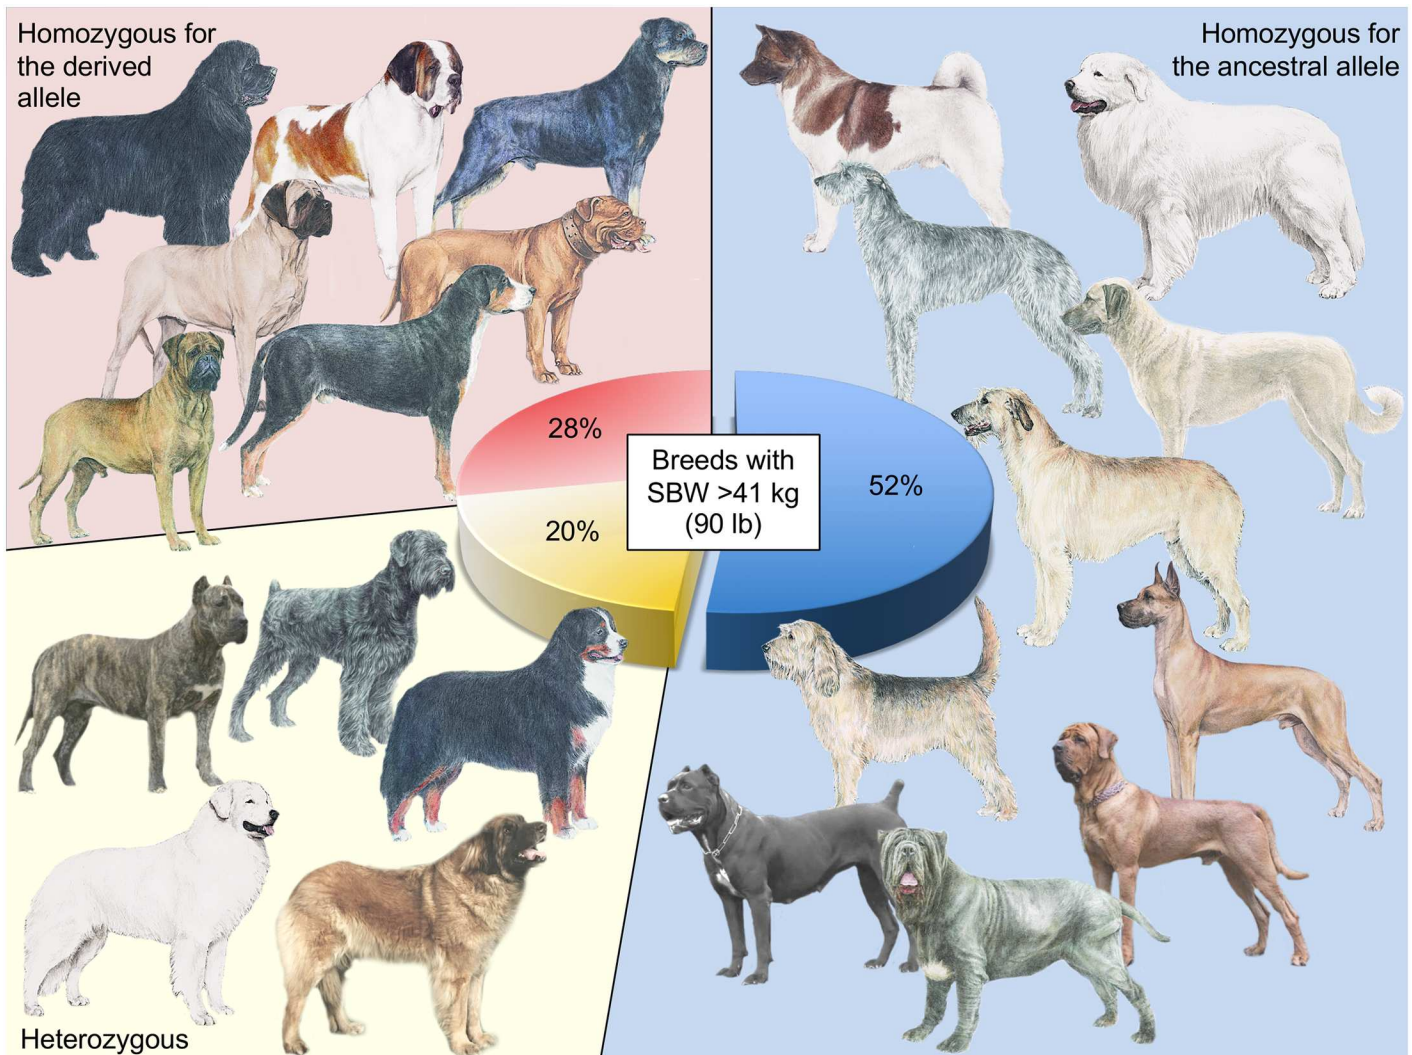 Homozygous for
the derived
allele
Homozygous for
the ancestral allele
28%
Breeds with
SBW >41 kg
(90 lb)
52%
20%
Heterozygous